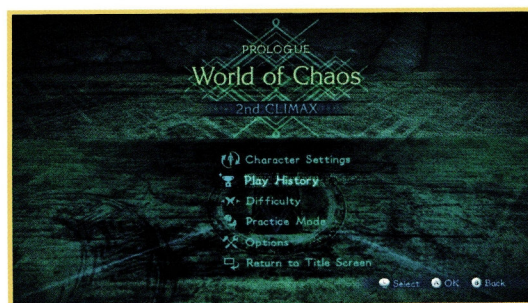 PROLOGUE
World of Chaos
2nd CLIMAX
Character Settings
Play History
Difficulty
Practice Mode
Options
Return to Title Screen
Select OK Back